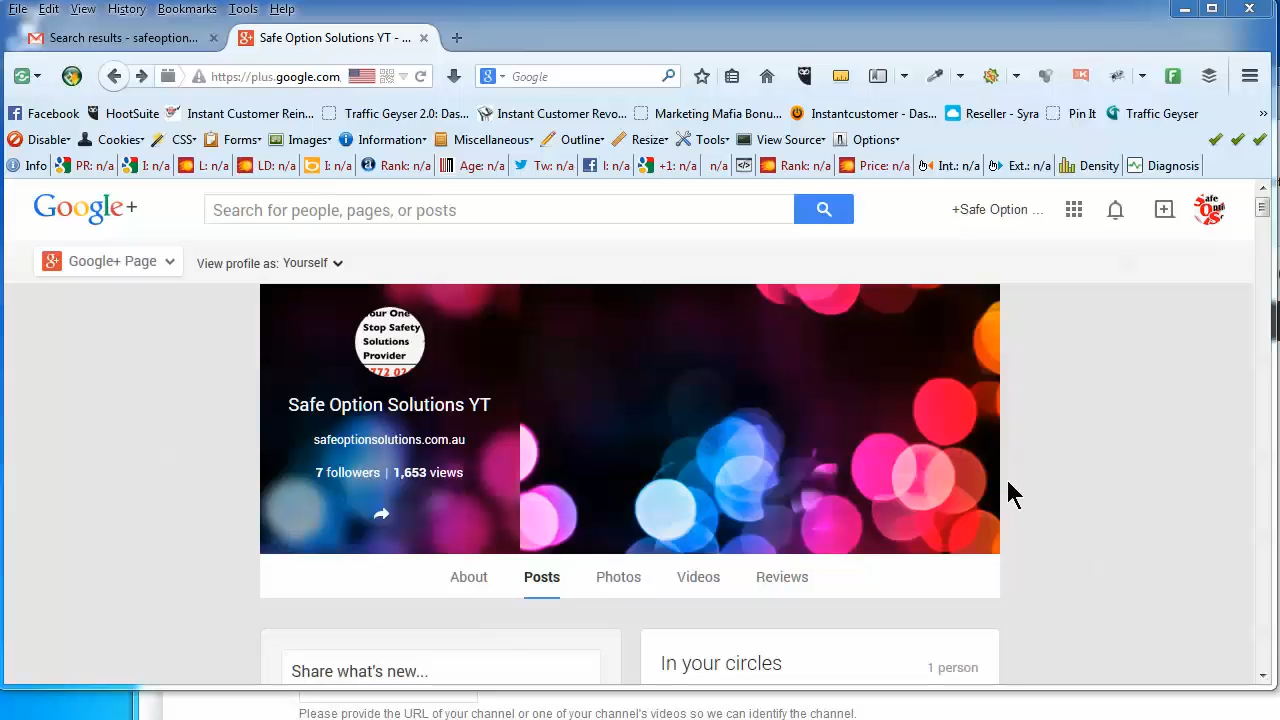 File Edit View History Bookmarks Tools Help
Search results - safeoption... × Safe Option Solutions YT - ... × +
https://plus.google.com Google
Facebook HootSuite Instant Customer Rein... Traffic Geyser 2.0: Das... Instant Customer Revo... Marketing Mafia Bonu... Instantcustomer - Das... Reseller - Syra Pin It Traffic Geyser »
Disable Cookies CSS Forms Images Information Miscellaneous Outline Resize Tools View Source Options
Info PR: n/a I: n/a L: n/a LD: n/a I: n/a Rank: n/a Age: n/a Tw: n/a I: n/a +1: n/a n/a Rank: n/a Price: n/a Int.: n/a Ext.: n/a Density Diagnosis
Google+ Search for people, pages, or posts +Safe Option ...
Google+ Page View profile as: Yourself
Your One
Stop Safety
Solutions
Provider
Safe Option Solutions YT
safeoptionsolutions.com.au
7 followers | 1,653 views
About Posts Photos Videos Reviews
Share what's new...
In your circles 1 person
Please provide the URL of your channel or one of your channel's videos so we can identify the channel.